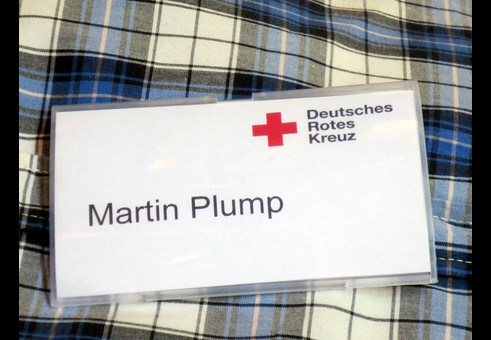 Deutsches
Rotes
Kreuz
Martin Plump